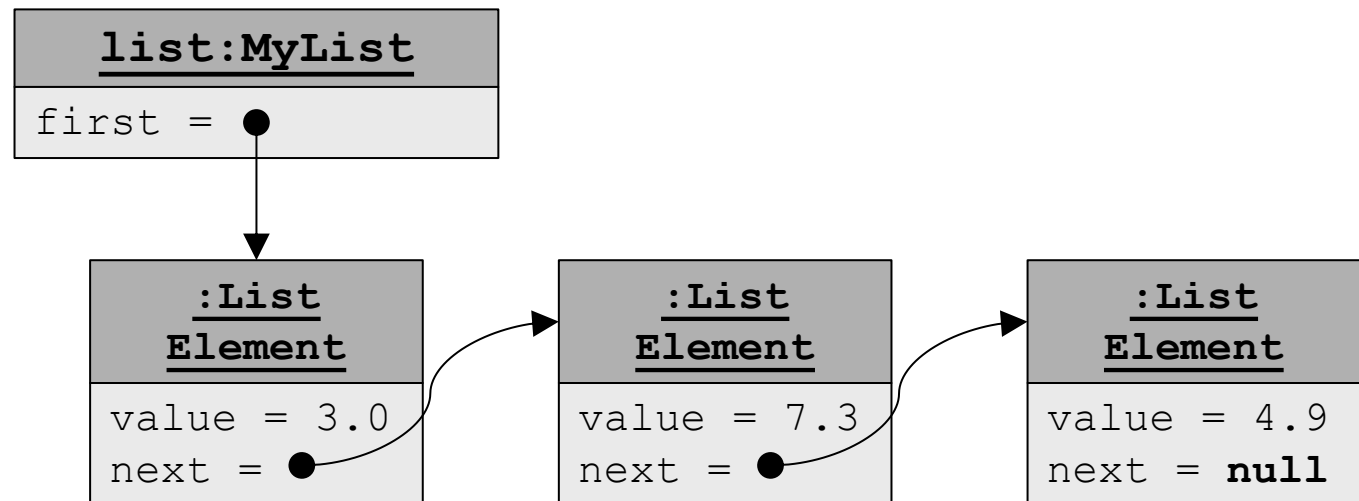 list:MyList
first =
:List
Element
value = 3.0
next =
:List
Element
value = 7.3
next =
:List
Element
value = 4.9
next = null